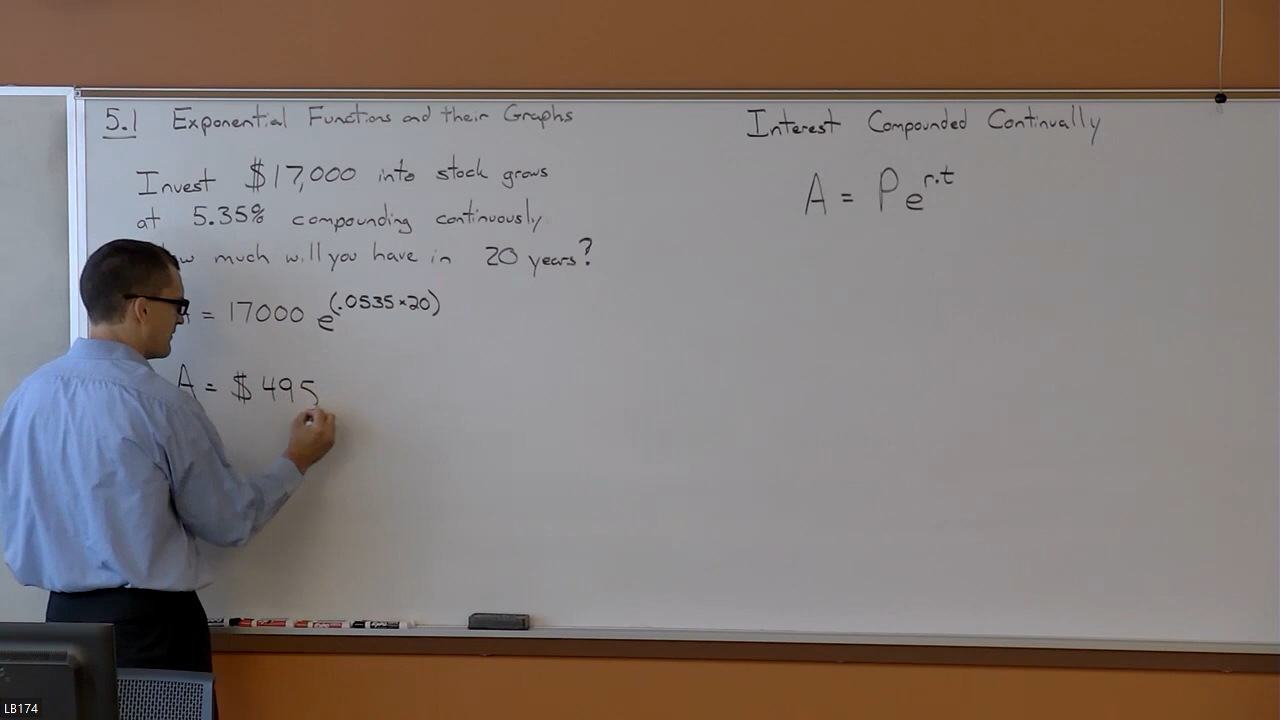 5.1 Exponential Functions and their Graphs
Invest $17,000 into stock grows
at 5.35% compounding continuously
much will you have in 20 years?
= 17000 e^(.0535×20)
A = $495
Interest Compounded Continually
A = Pe^r.t
LB174